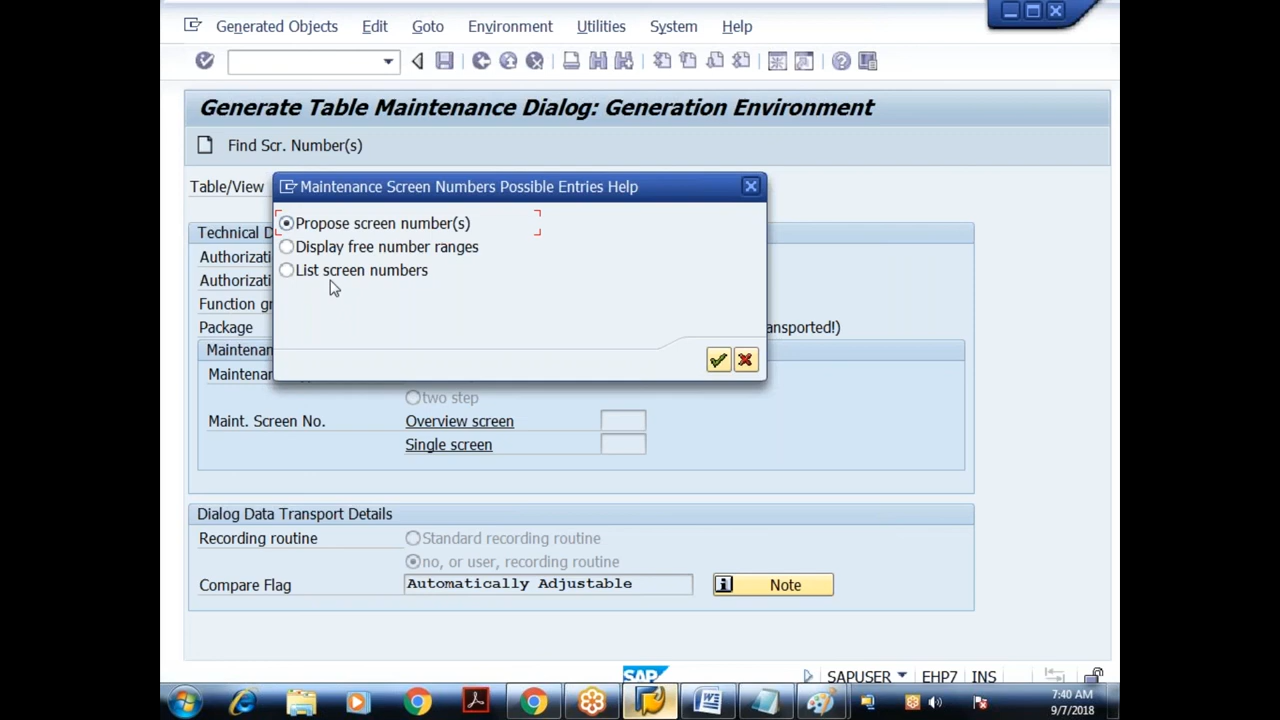 Generated Objects Edit Goto Environment Utilities System Help
Generate Table Maintenance Dialog: Generation Environment
Find Scr. Number(s)
Table/View
Maintenance Screen Numbers Possible Entries Help
Propose screen number(s)
Display free number ranges
List screen numbers
Technical D
Authorizati
Authorizati
Function gr
Package ansported!)
Maintenan
Maintenan
two step
Maint. Screen No. Overview screen
Single screen
Dialog Data Transport Details
Recording routine Standard recording routine
no, or user, recording routine
Compare Flag Automatically Adjustable Note
SAP SAPUSER EHP7 INS
7:40 AM
9/7/2018